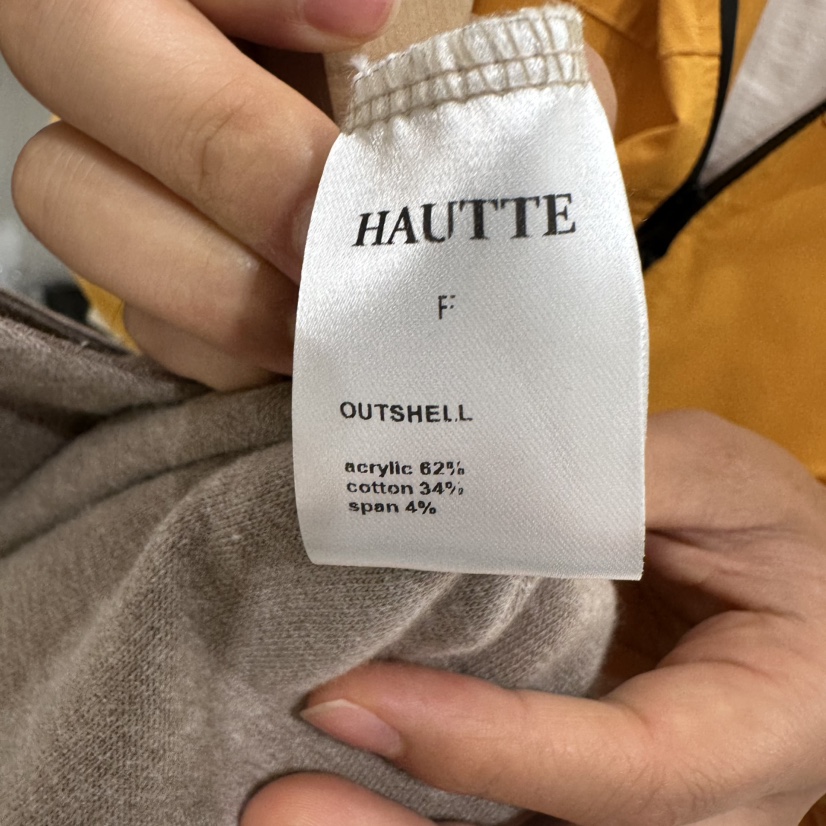 HAUTTE
F
OUTSHELL
acrylic 62%
cotton 34%
span 4%